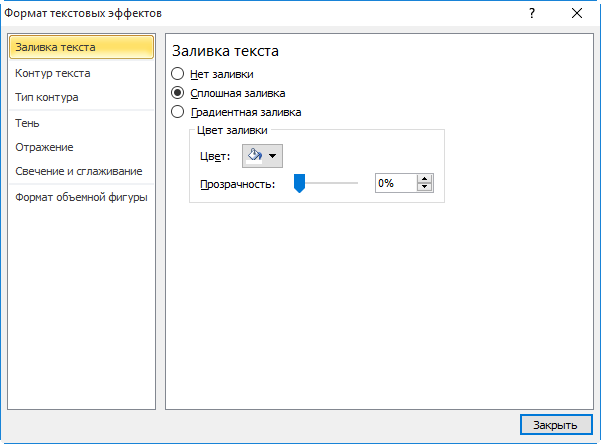 Формат текстовых эффектов
?
Заливка текста
Контур текста
Тип контура
Тень
Отражение
Свечение и сглаживание
Формат объемной фигуры
Заливка текста
Нет заливки
Сплошная заливка
Градиентная заливка
Цвет заливки
Цвет:
Прозрачность:
0%
Закрыть